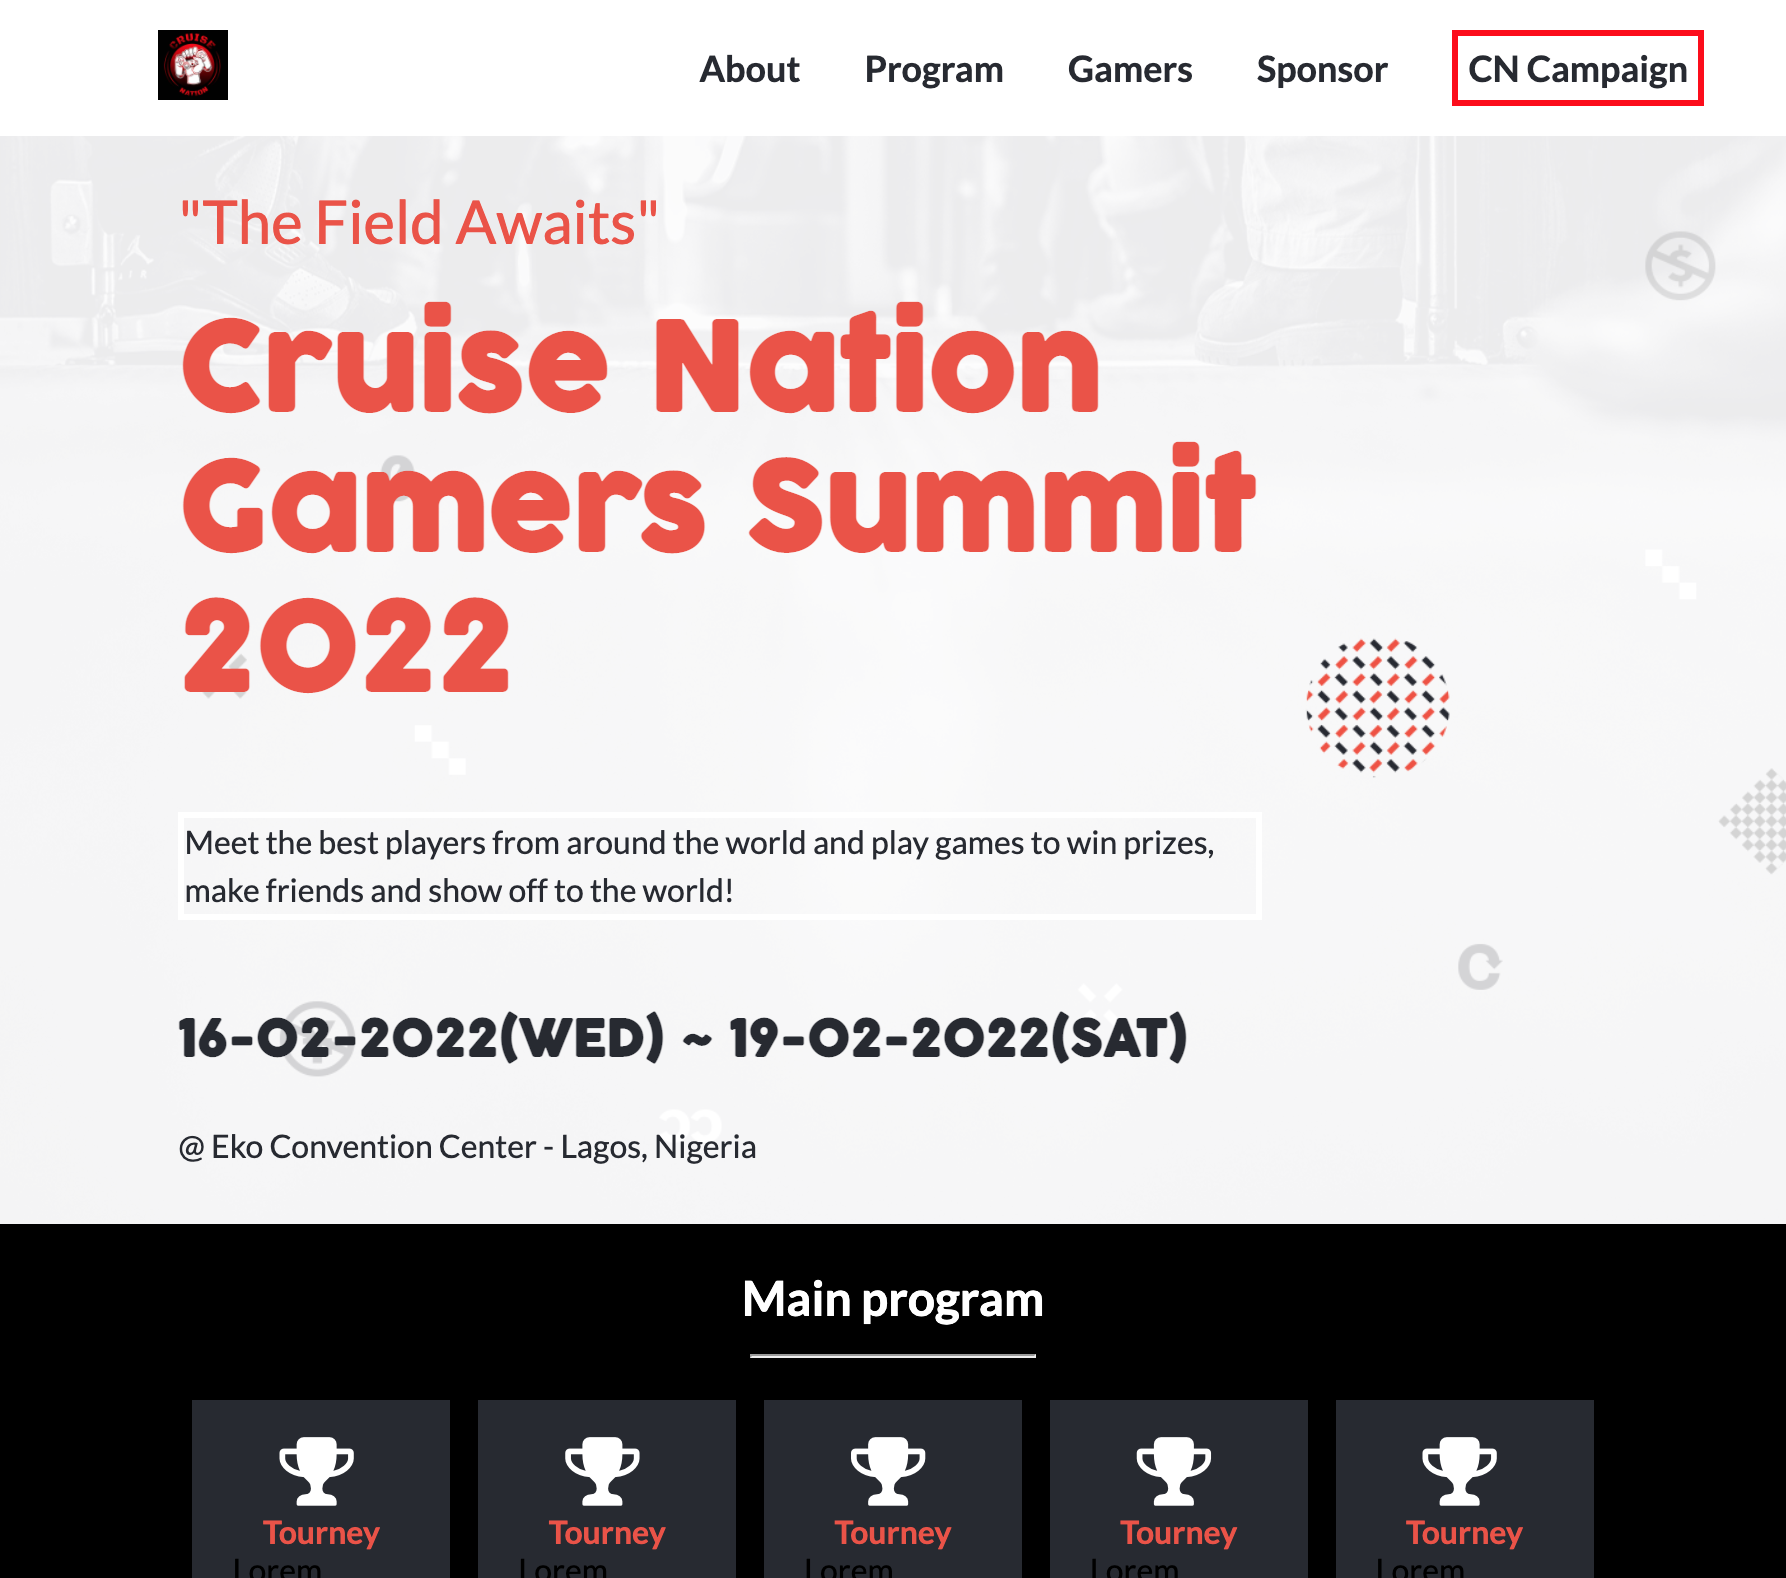 CRUISE
NATION
About
Program
Gamers
Sponsor
CN Campaign
"The Field Awaits"
Cruise Nation
Gamers Summit
2022
Meet the best players from around the world and play games to win prizes,
make friends and show off to the world!
16-02-2022(WED) ~ 19-02-2022(SAT)
@ Eko Convention Center - Lagos, Nigeria
Main program
Tourney
Lorem
Tourney
Lorem
Tourney
Lorem
Tourney
Lorem
Tourney
Lorem